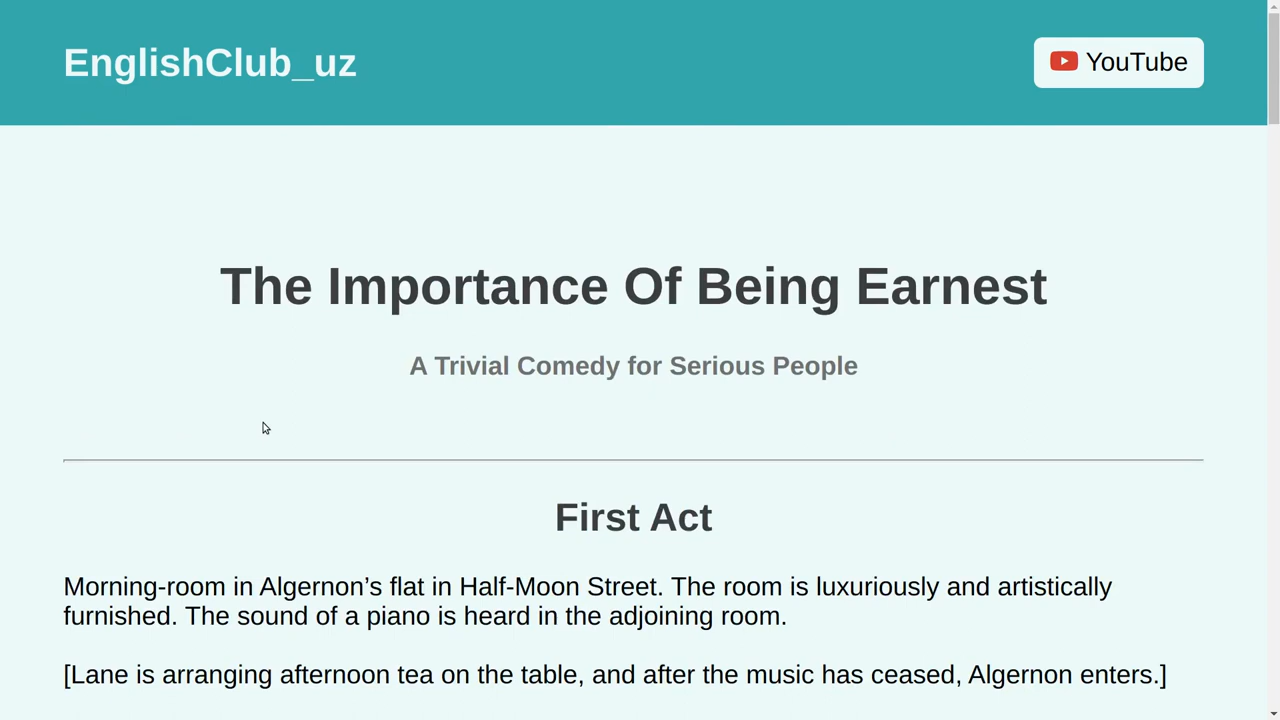 EnglishClub_uz
YouTube
The Importance Of Being Earnest
A Trivial Comedy for Serious People
First Act
Morning-room in Algernon’s flat in Half-Moon Street. The room is luxuriously and artistically
furnished. The sound of a piano is heard in the adjoining room.
[Lane is arranging afternoon tea on the table, and after the music has ceased, Algernon enters.]